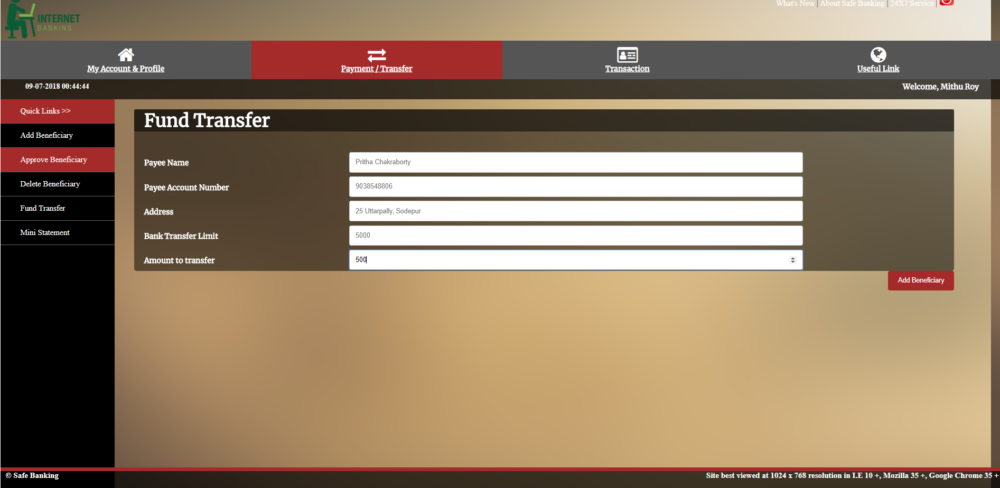 INTERNET
BANKING
What's New | About Safe Banking | 24X7 Service |
My Account & Profile
Payment / Transfer
Transaction
Useful Link
09-07-2018 00:44:44
Welcome, Mithu Roy
Quick Links >>
Add Beneficiary
Approve Beneficiary
Delete Beneficiary
Fund Transfer
Mini Statement
Fund Transfer
Payee Name
Pritha Chakraborty
Payee Account Number
9038548806
Address
25 Uttarpally, Sodepur
Bank Transfer Limit
5000
Amount to transfer
500
Add Beneficiary
© Safe Banking
Site best viewed at 1024 x 768 resolution in I.E 10 +, Mozilla 35 +, Google Chrome 35 +